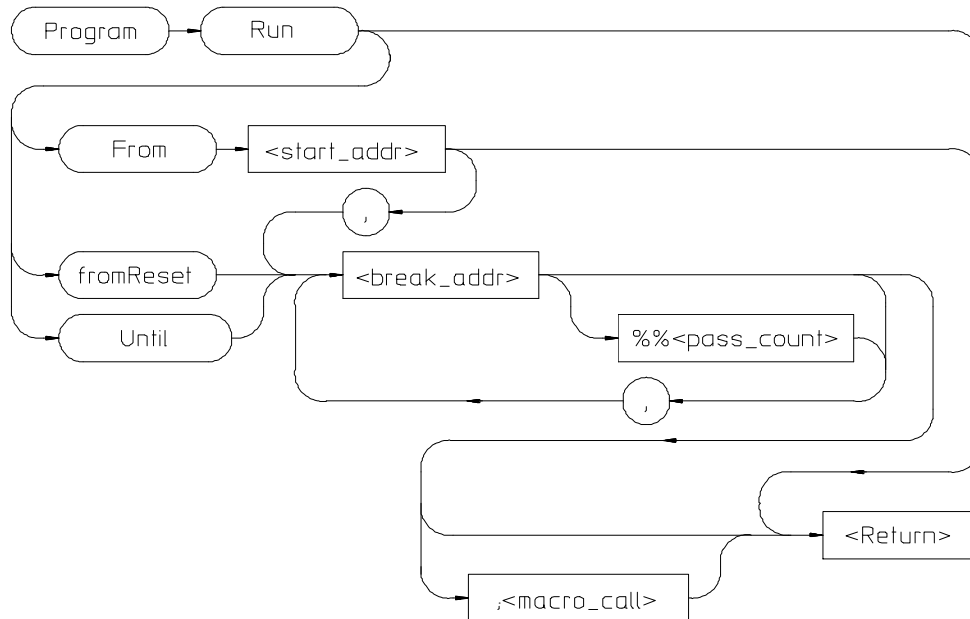 Program Run
From <start_addr>
,
fromReset <break_addr>
Until %%<pass_count>
,
<Return>
;<macro_call>